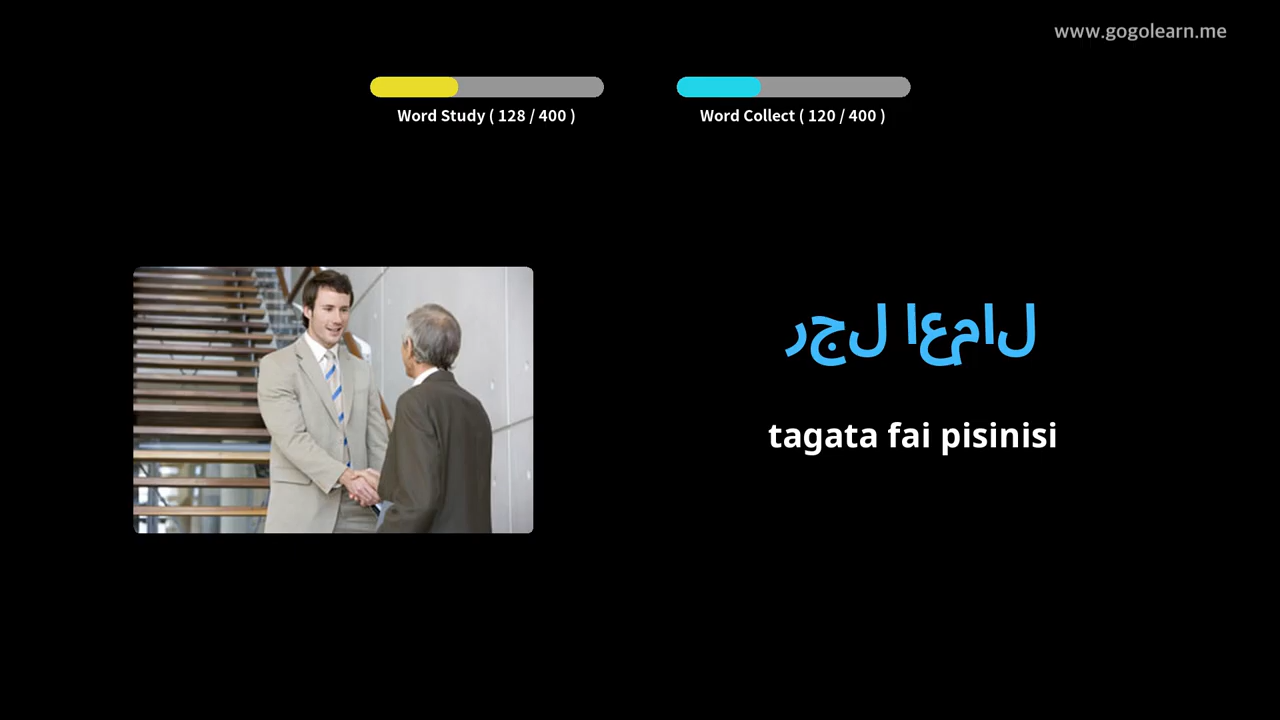 www.gogolearn.me
Word Study ( 128 / 400 )
Word Collect ( 120 / 400 )
رجل اعمال
tagata fai pisinisi